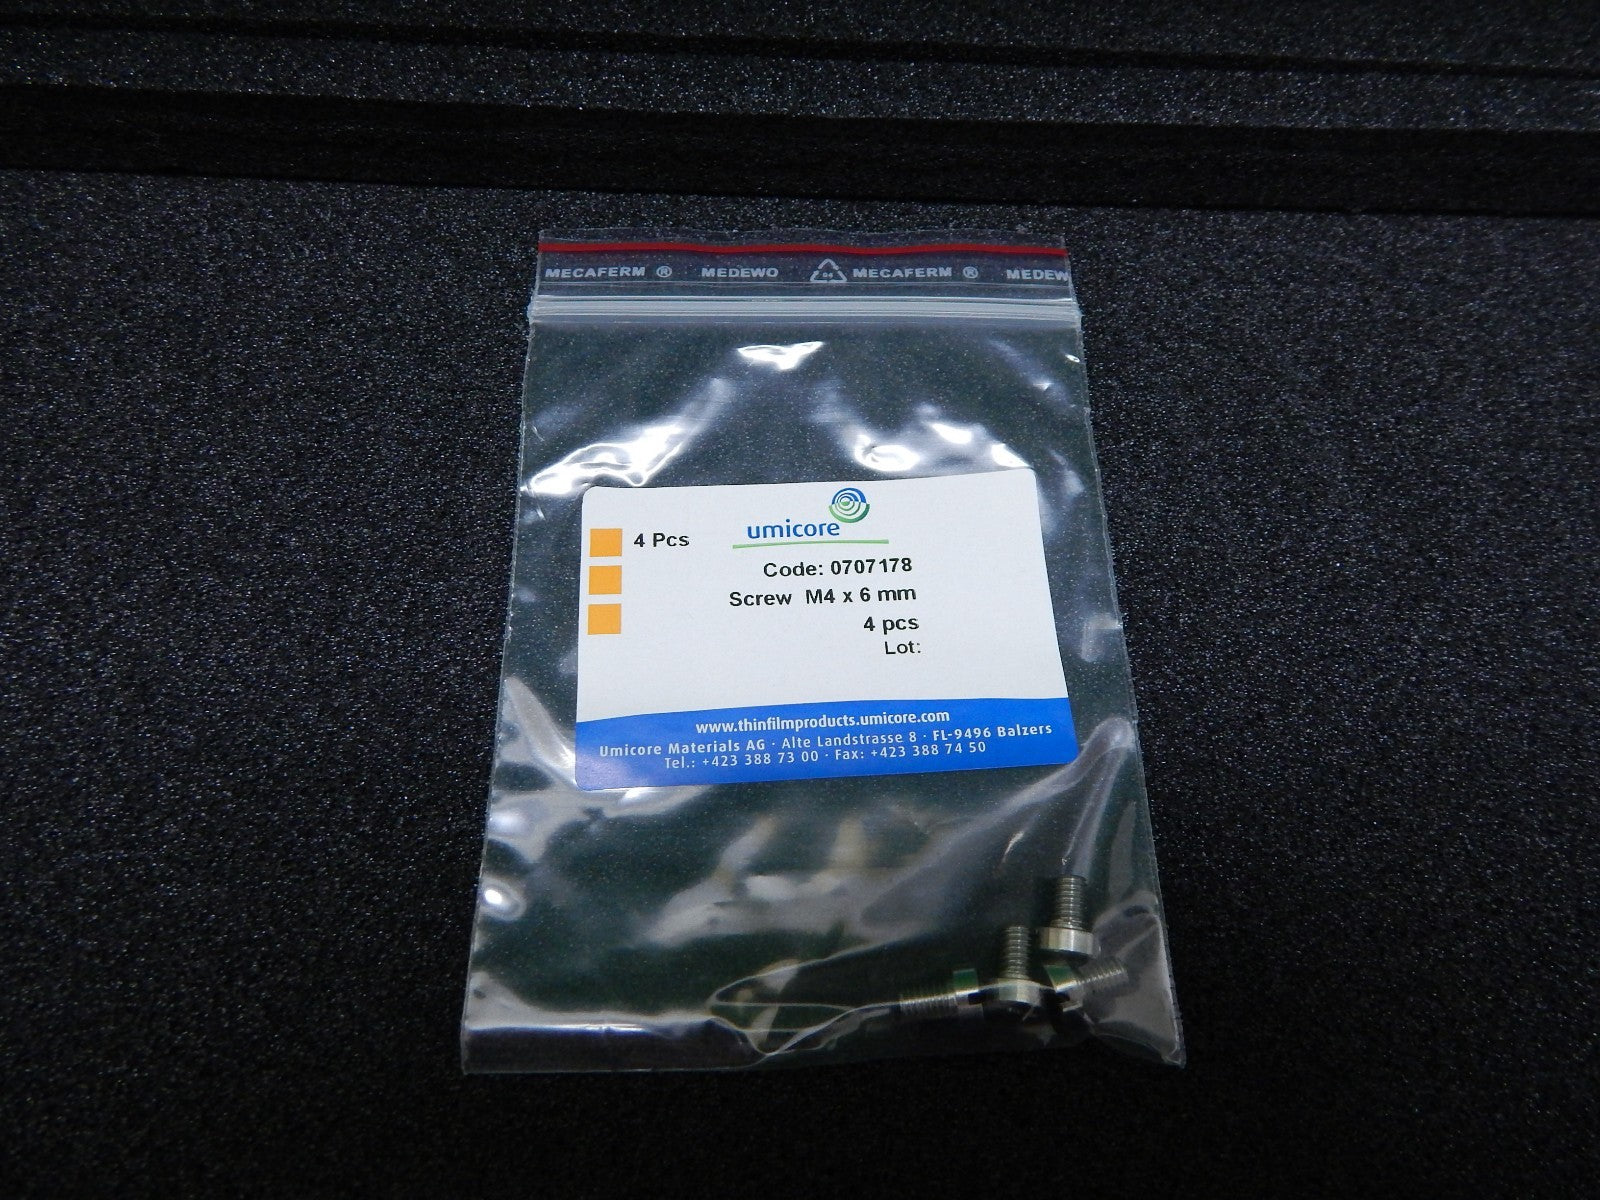 MECAFERM ® MEDEWO 04 MECAFERM ® MEDEW
4 Pcs
umicore
Code: 0707178
Screw M4 x 6 mm
4 pcs
Lot:
www.thinfilmproducts.umicore.com
Umicore Materials AG · Alte Landstrasse 8 · FL-9496 Balzers
Tel.: +423 388 73 00 · Fax: +423 388 74 50